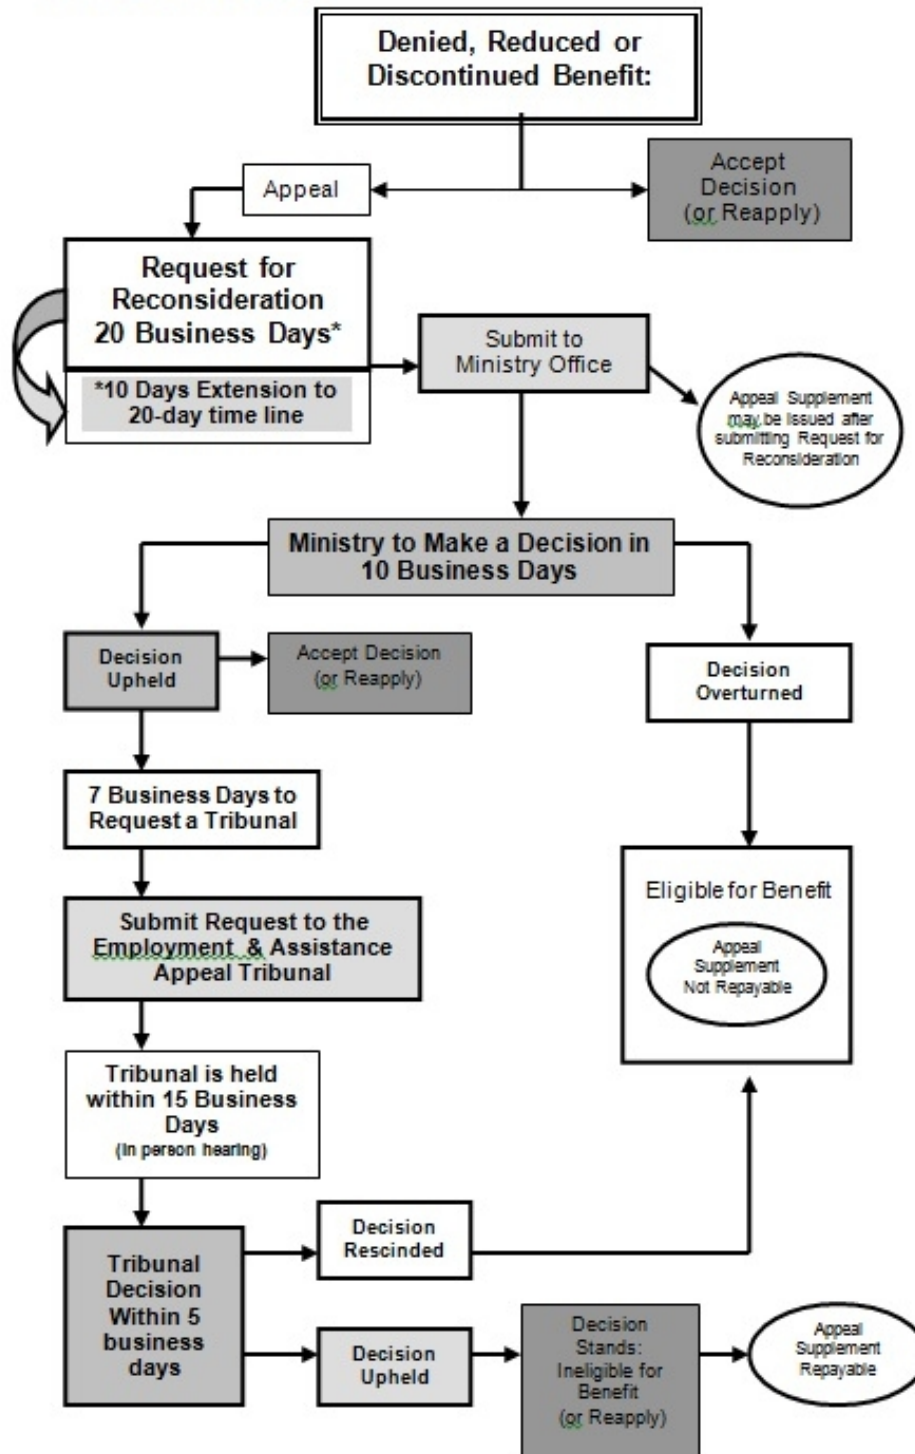 Denied, Reduced or
Discontinued Benefit:
Appeal
Accept
Decision
(or Reapply)
Request for
Reconsideration
20 Business Days*
*10 Days Extension to
20-day time line
Submit to
Ministry Office
Appeal Supplement
may be issued after
submitting Request for
Reconsideration
Ministry to Make a Decision in
10 Business Days
Decision
Upheld
Accept Decision
(or Reapply)
Decision
Overturned
7 Business Days to
Request a Tribunal
Submit Request to the
Employment & Assistance
Appeal Tribunal
Eligible for Benefit
Appeal
Supplement
Not Repayable
Tribunal is held
within 15 Business
Days
(in person hearing)
Tribunal
Decision
Within 5
business
days
Decision
Rescinded
Decision
Upheld
Decision
Stands:
Ineligible for
Benefit
(or Reapply)
Appeal
Supplement
Repayable